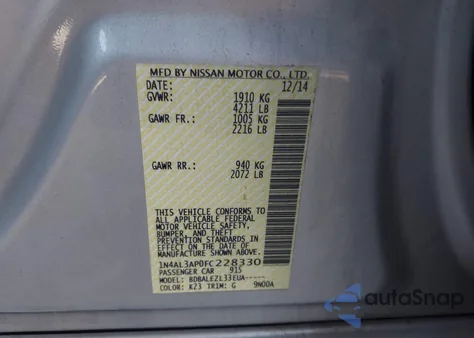 MFD BY NISSAN MOTOR CO., LTD.
DATE: 12/14
GVWR: 1910 KG
4211 LB
GAWR FR.: 1005 KG
2216 LB
GAWR RR.: 940 KG
2072 LB
THIS VEHICLE CONFORMS TO
ALL APPLICABLE FEDERAL
MOTOR VEHICLE SAFETY,
BUMPER, AND THEFT
PREVENTION STANDARDS
IN EFFECT ON THE DATE OF
MANUFACTURE SHOWN ABOVE.
1N4AL3AP0FC228330
PASSENGER CAR 915
MODEL: BDBALEZL33EUA-----
COLOR: K23 TRIM: G 9N00A
autoSnap